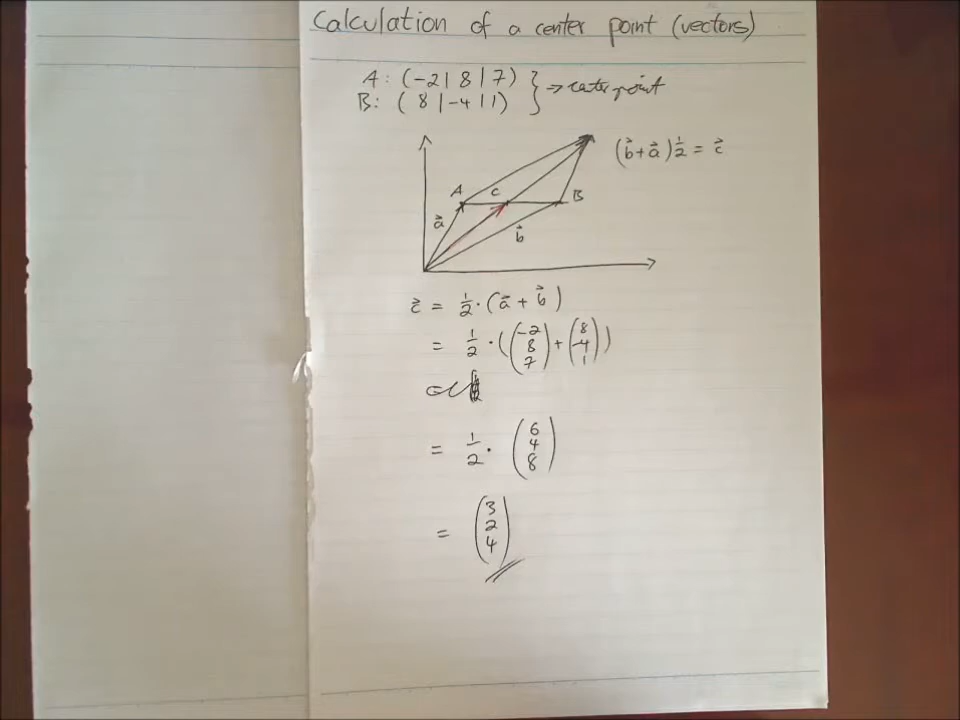 Calculation of a center point (vectors)
A: (-2 | 8 | 7) } → center point
B: ( 8 | -4 | 1)
(b⃗ + a⃗) 1/2 = c⃗
A C B
a⃗
b⃗
c⃗ = 1/2 · (a⃗ + b⃗)
= 1/2 · ((-2 8 7) + (8 -4 1))
= 1/2 · (6 4 8)
= (3 2 4)